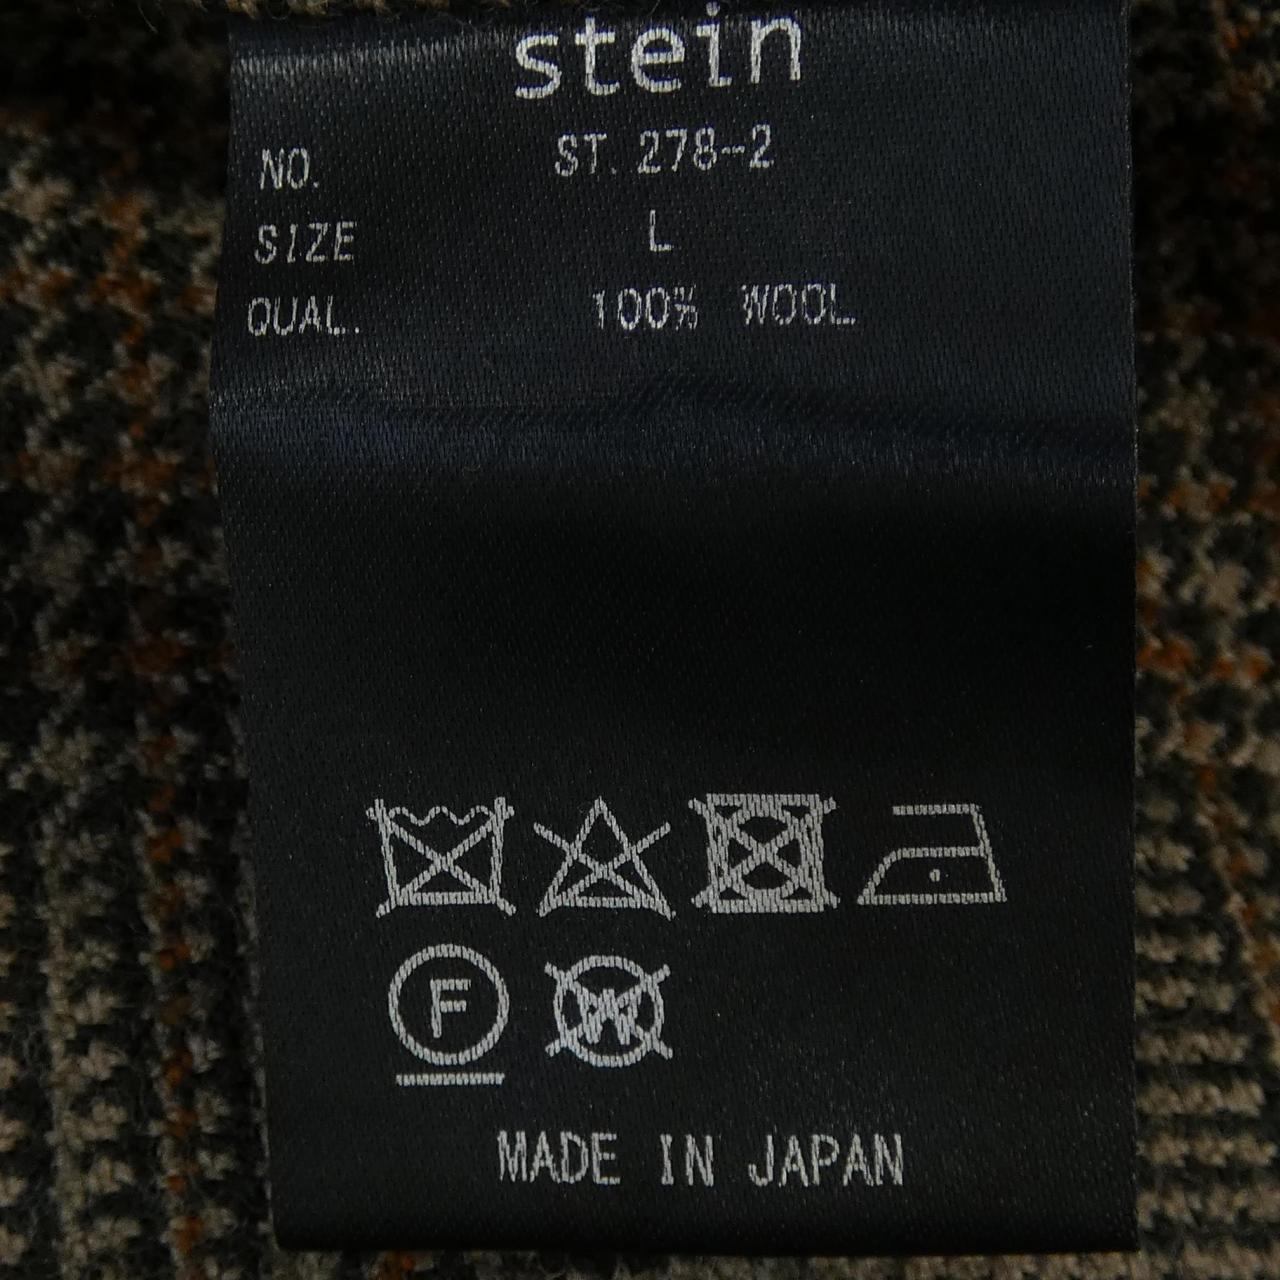 stein
NO. ST. 278-2
SIZE L
QUAL. 100% WOOL
F W
MADE IN JAPAN